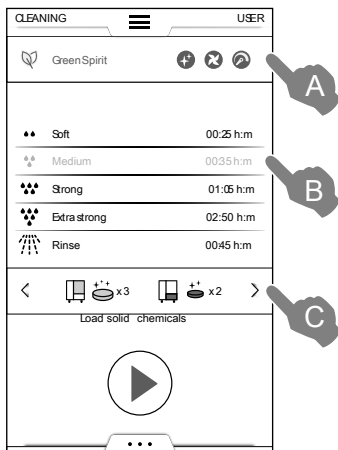 CLEANING USER
GreenSpirit
A
Soft 00:25 h:m
Medium 00:35 h:m
B
Strong 01:05 h:m
Extra strong 02:50 h:m
Rinse 00:45 h:m
x3 x2
C
Load solid chemicals